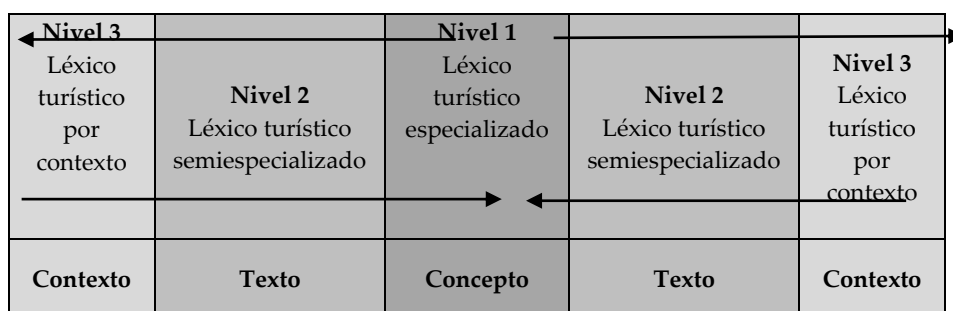 Nivel 3
Léxico
turístico
por
contexto
Nivel 2
Léxico turístico
semiespecializado
Nivel 1
Léxico
turístico
especializado
Nivel 2
Léxico turístico
semiespecializado
Nivel 3
Léxico
turístico
por
contexto
Contexto
Texto
Concepto
Texto
Contexto